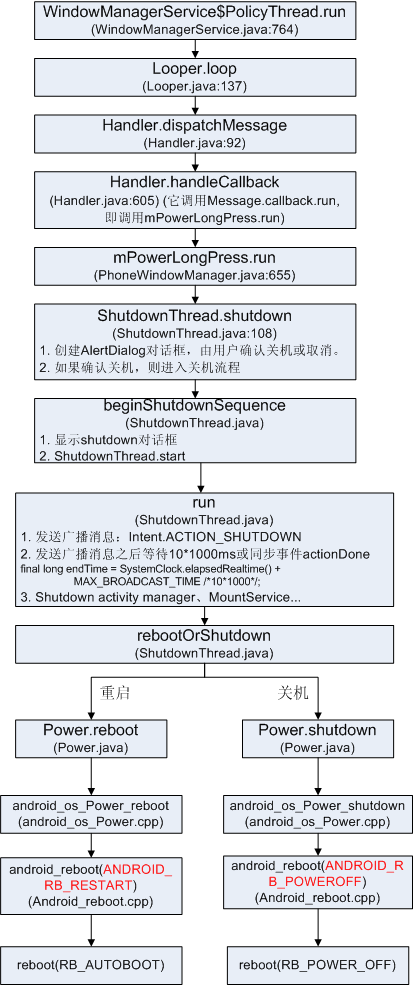 WindowManagerService$PolicyThread.run
(WindowManagerService.java:764)
Looper.loop
(Looper.java:137)
Handler.dispatchMessage
(Handler.java:92)
Handler.handleCallback
(Handler.java:605) (它调用Message.callback.run,
即调用mPowerLongPress.run)
mPowerLongPress.run
(PhoneWindowManager.java:655)
ShutdownThread.shutdown
(ShutdownThread.java:108)
1. 创建AlertDialog对话框，由用户确认关机或取消。
2. 如果确认关机，则进入关机流程
beginShutdownSequence
(ShutdownThread.java)
1. 显示shutdown对话框
2. ShutdownThread.start
run
(ShutdownThread.java)
1. 发送广播消息：Intent.ACTION_SHUTDOWN
2. 发送广播消息之后等待10*1000ms或同步事件actionDone
final long endTime = SystemClock.elapsedRealtime() +
MAX_BROADCAST_TIME /*10*1000*/;
3. Shutdown activity manager、MountService...
rebootOrShutdown
(ShutdownThread.java)
重启
关机
Power.reboot
(Power.java)
Power.shutdown
(Power.java)
android_os_Power_reboot
(android_os_Power.cpp)
android_os_Power_shutdown
(android_os_Power.cpp)
android_reboot(ANDROID_
RB_RESTART)
(Android_reboot.cpp)
android_reboot(ANDROID_R
B_POWEROFF)
(Android_reboot.cpp)
reboot(RB_AUTOBOOT)
reboot(RB_POWER_OFF)